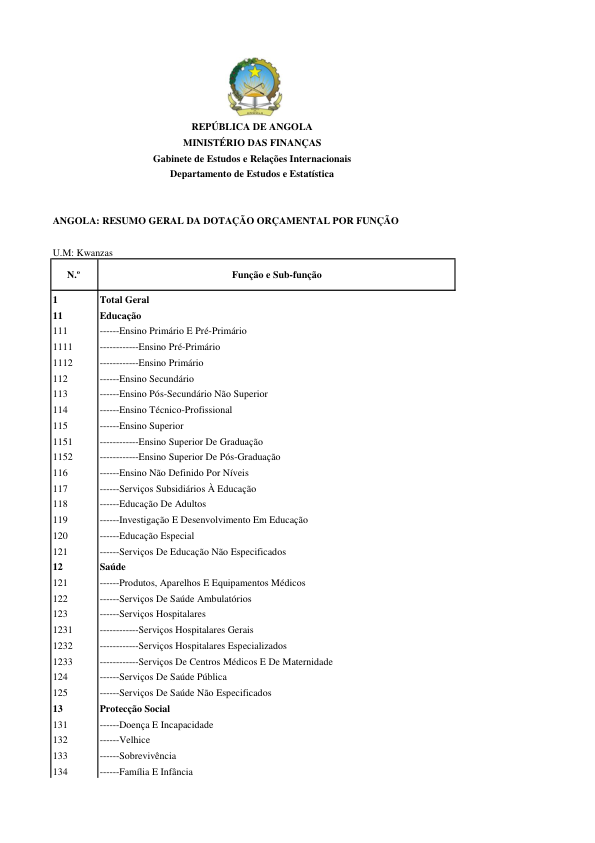 REPÚBLICA DE ANGOLA
MINISTÉRIO DAS FINANÇAS
Gabinete de Estudos e Relações Internacionais
Departamento de Estudos e Estatística
ANGOLA: RESUMO GERAL DA DOTAÇÃO ORÇAMENTAL POR FUNÇÃO
U.M: Kwanzas
N.º Função e Sub-função
1 Total Geral
11 Educação
111 ------Ensino Primário E Pré-Primário
1111 ------------Ensino Pré-Primário
1112 ------------Ensino Primário
112 ------Ensino Secundário
113 ------Ensino Pós-Secundário Não Superior
114 ------Ensino Técnico-Profissional
115 ------Ensino Superior
1151 ------------Ensino Superior De Graduação
1152 ------------Ensino Superior De Pós-Graduação
116 ------Ensino Não Definido Por Níveis
117 ------Serviços Subsidiários À Educação
118 ------Educação De Adultos
119 ------Investigação E Desenvolvimento Em Educação
120 ------Educação Especial
121 ------Serviços De Educação Não Especificados
12 Saúde
121 ------Produtos, Aparelhos E Equipamentos Médicos
122 ------Serviços De Saúde Ambulatórios
123 ------Serviços Hospitalares
1231 ------------Serviços Hospitalares Gerais
1232 ------------Serviços Hospitalares Especializados
1233 ------------Serviços De Centros Médicos E De Maternidade
124 ------Serviços De Saúde Pública
125 ------Serviços De Saúde Não Especificados
13 Protecção Social
131 ------Doença E Incapacidade
132 ------Velhice
133 ------Sobrevivência
134 ------Família E Infância